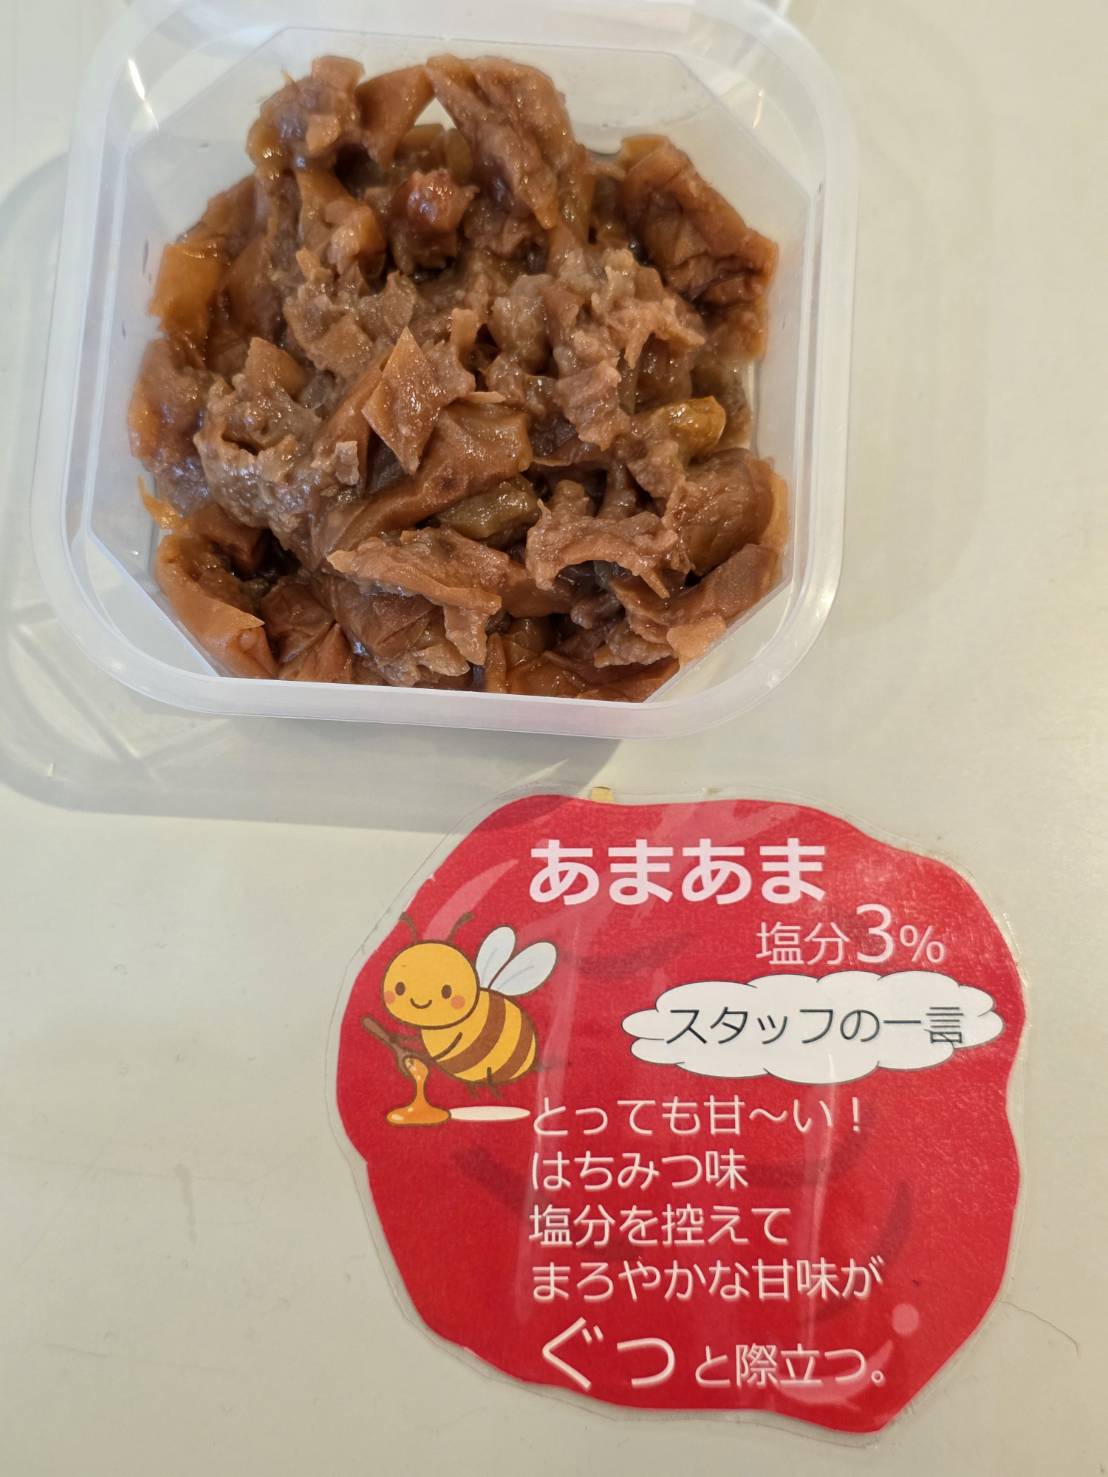 あまあま
塩分3%
スタッフの一言
とっても甘〜い！
はちみつ味
塩分を控えて
まろやかな甘味が
ぐっと際立つ。